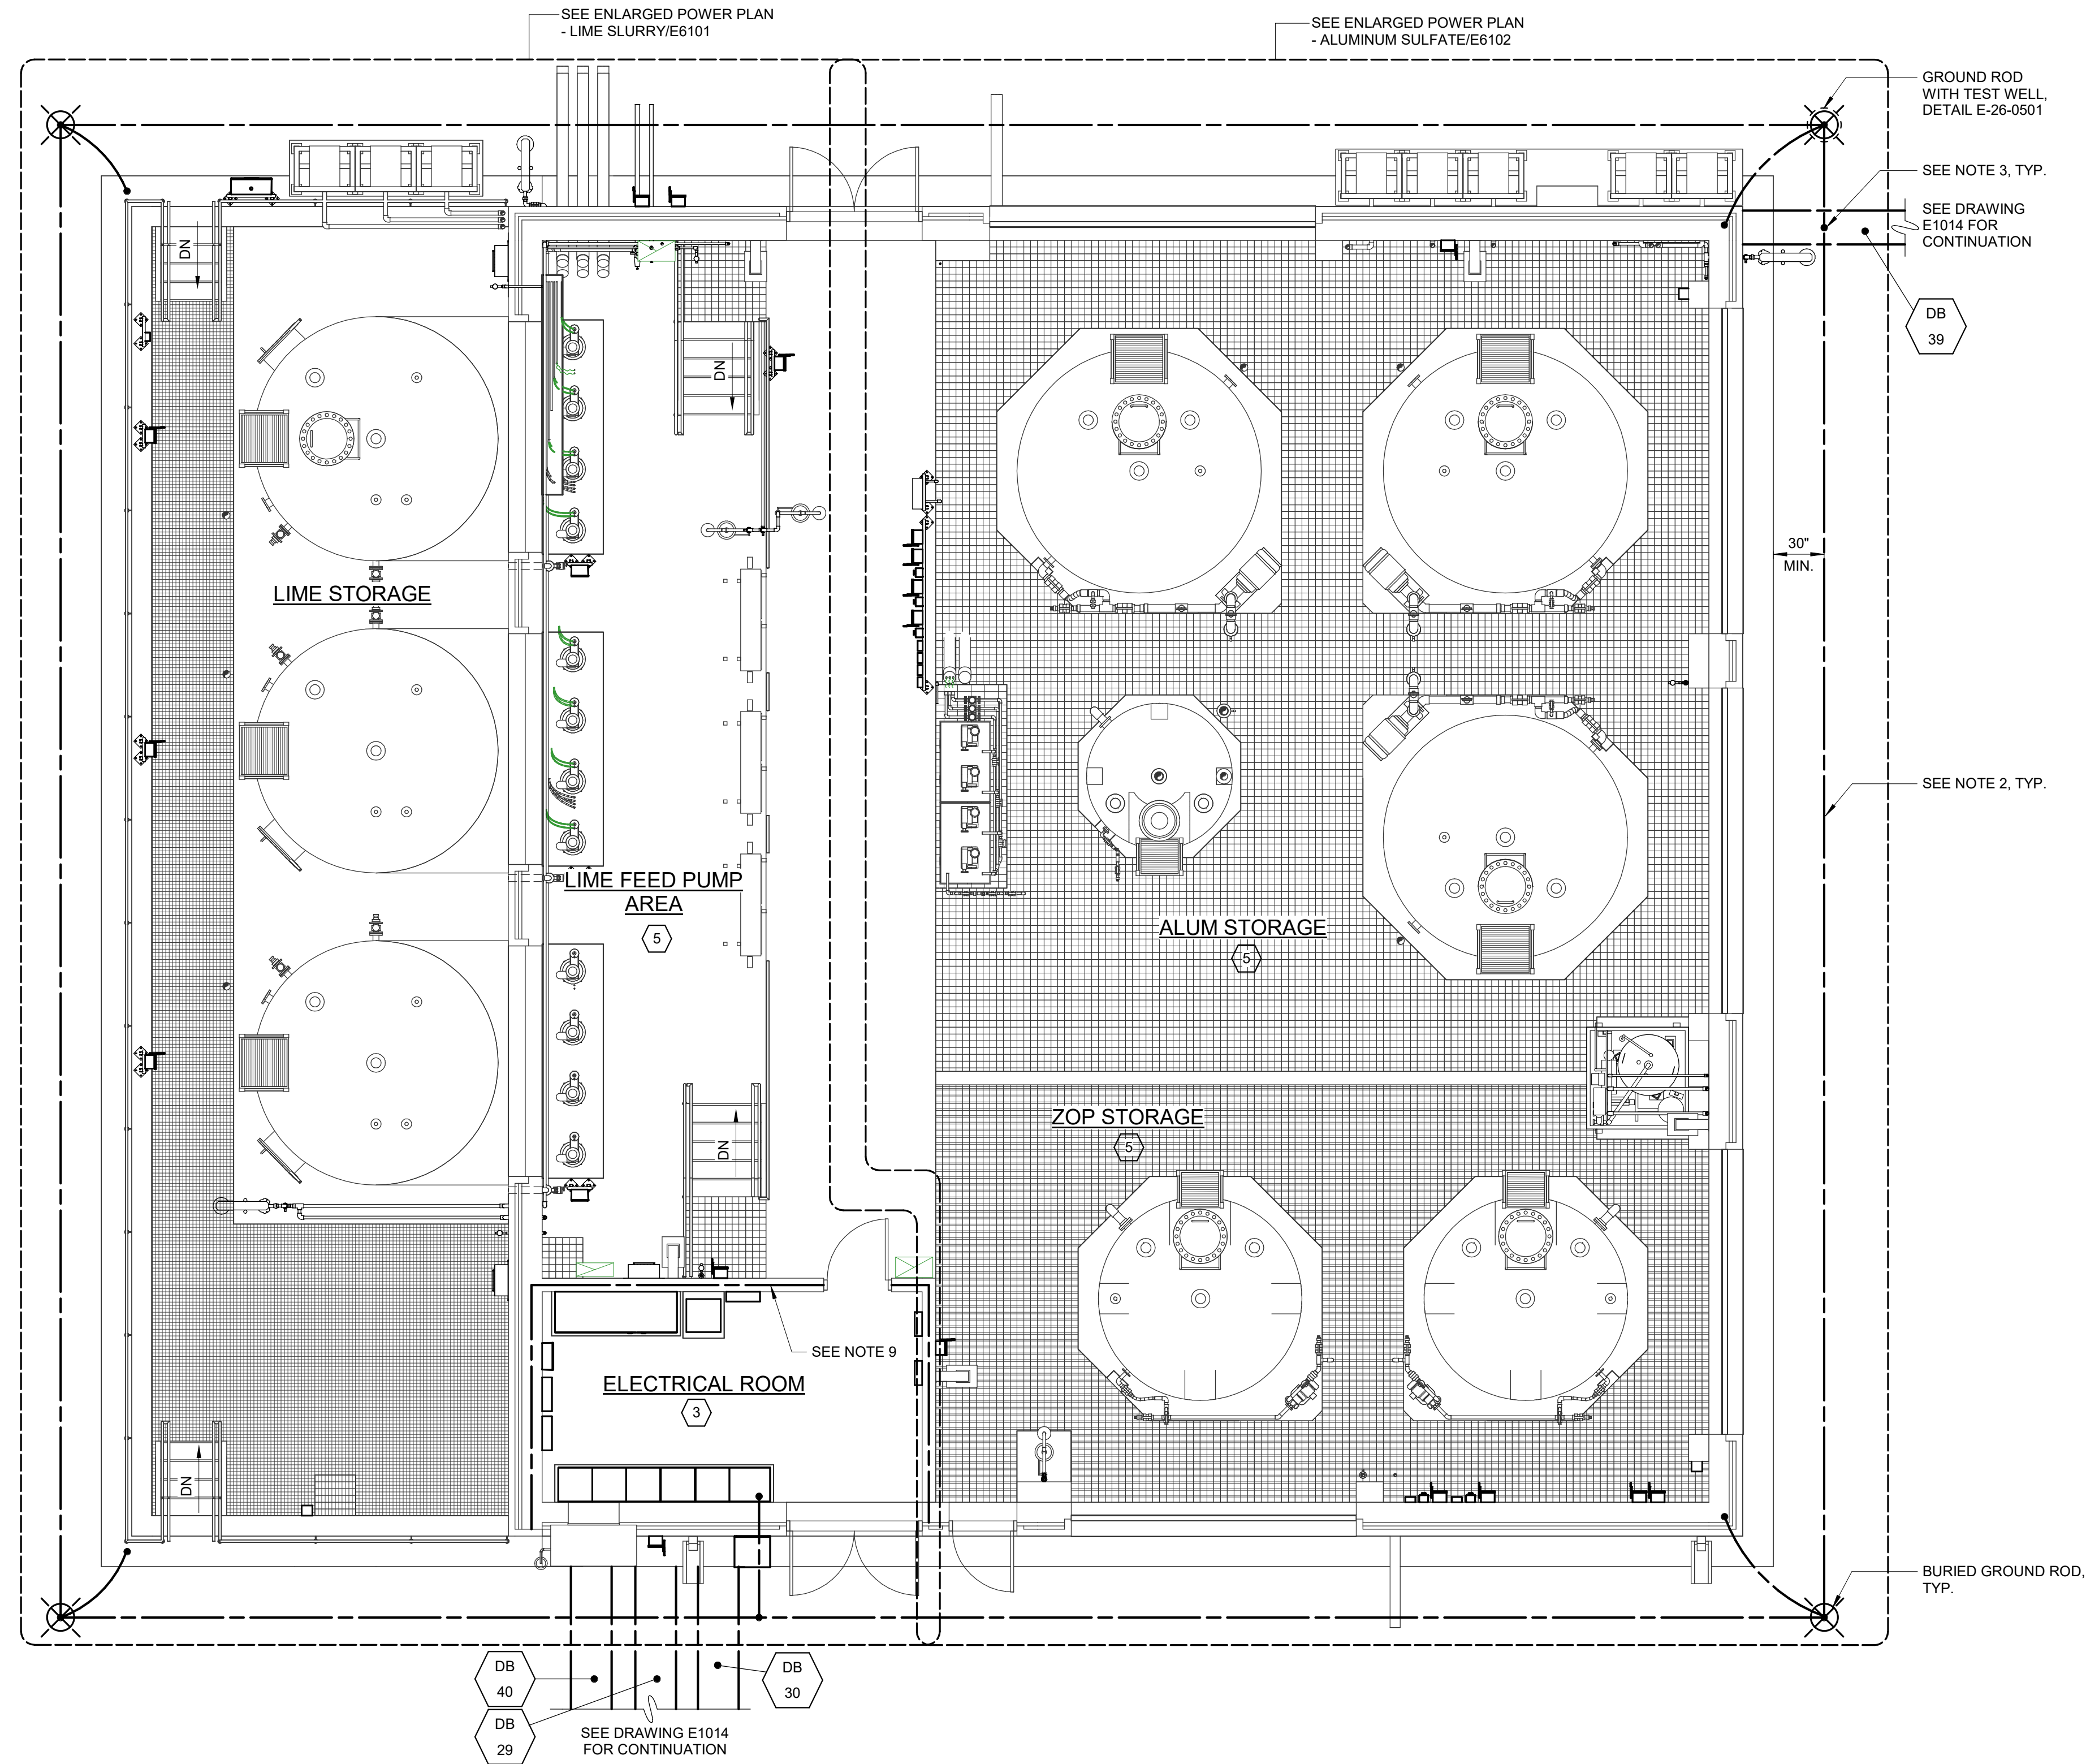 SEE ENLARGED POWER PLAN
- LIME SLURRY/E6101
SEE ENLARGED POWER PLAN
- ALUMINUM SULFATE/E6102
GROUND ROD
WITH TEST WELL,
DETAIL E-26-0501
SEE NOTE 3, TYP.
SEE DRAWING
E1014 FOR
CONTINUATION
DB
39
DN
DN
30"
MIN.
LIME STORAGE
SEE NOTE 2, TYP.
LIME FEED PUMP
AREA
5
ALUM STORAGE
5
ZOP STORAGE
5
DN
SEE NOTE 9
ELECTRICAL ROOM
3
DN
BURIED GROUND ROD,
TYP.
DB
40
DB
30
DB
29
SEE DRAWING E1014
FOR CONTINUATION